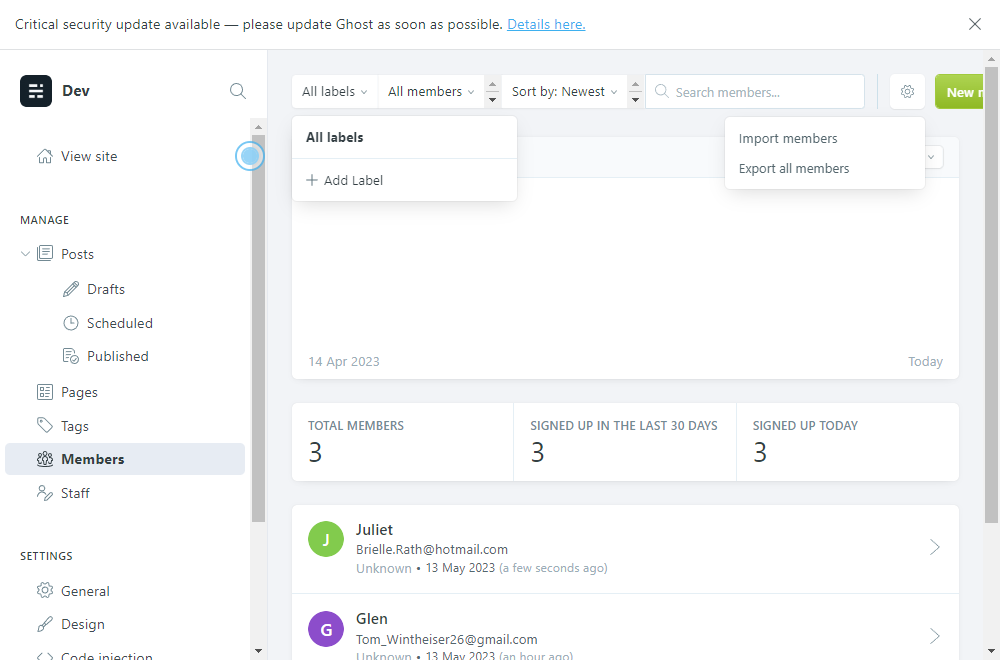 Critical security update available — please update Ghost as soon as possible. Details here.
Dev
View site
MANAGE
Posts
Drafts
Scheduled
Published
Pages
Tags
Members
Staff
SETTINGS
General
Design
Code injection
All labels
All members
Sort by: Newest
Search members...
New m
All labels
+ Add Label
Import members
Export all members
14 Apr 2023
Today
TOTAL MEMBERS
3
SIGNED UP IN THE LAST 30 DAYS
3
SIGNED UP TODAY
3
J
Juliet
Brielle.Rath@hotmail.com
Unknown • 13 May 2023 (a few seconds ago)
G
Glen
Tom_Wintheiser26@gmail.com
Unknown • 13 May 2023 (an hour ago)